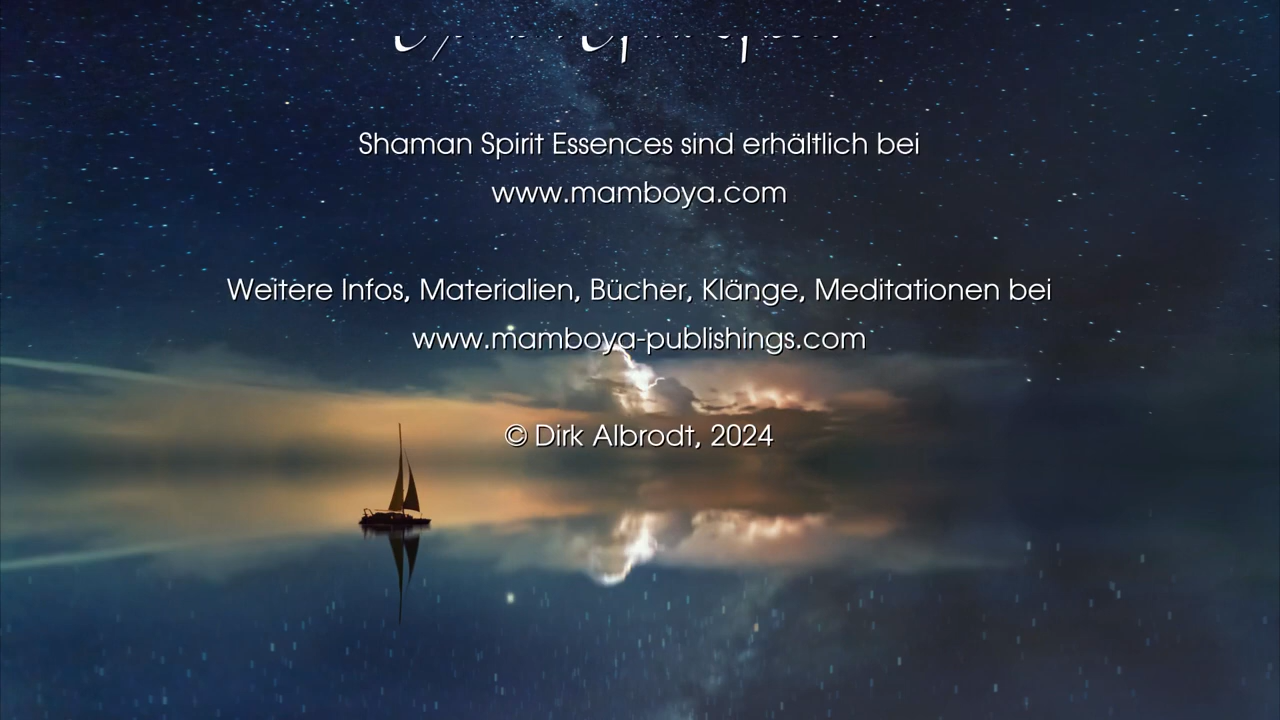 Shaman Spirit Essences sind erhältlich bei
www.mamboya.com
Weitere Infos, Materialien, Bücher, Klänge, Meditationen bei
www.mamboya-publishings.com
© Dirk Albrodt, 2024